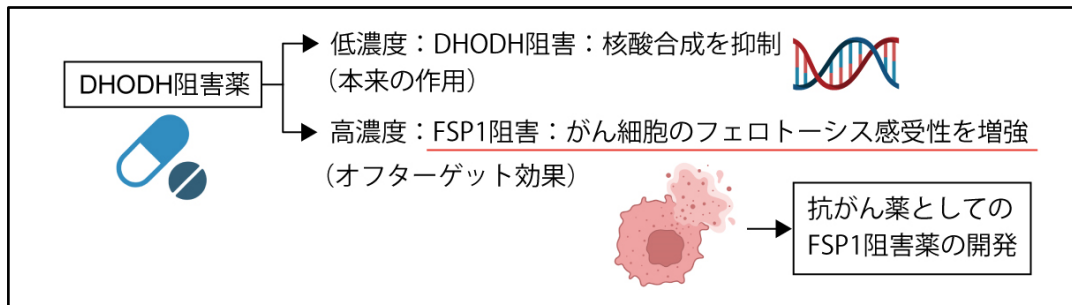 DHODH阻害薬
低濃度：DHODH阻害：核酸合成を抑制
（本来の作用）
高濃度：FSP1阻害：がん細胞のフェロトーシス感受性を増強
（オフターゲット効果）
抗がん薬としての
FSP1阻害薬の開発